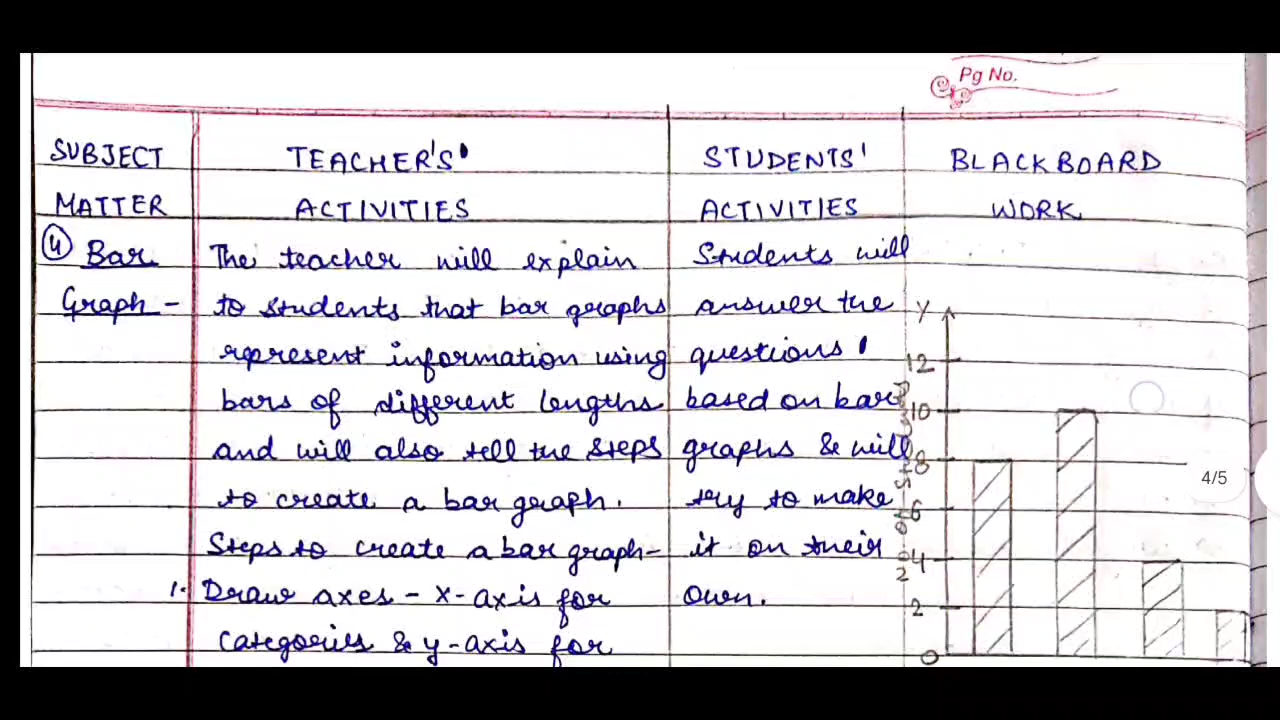 Pg No.
SUBJECT MATTER
TEACHER'S' ACTIVITIES
STUDENTS' ACTIVITIES
BLACKBOARD WORK
④ Bar
Graph -
The teacher will explain
to students that bar graphs
represent information using
bars of different lengths
and will also tell the steps
to create a bar graph.
Steps to create a bar graph-
1. Draw axes - x-axis for
categories & y-axis for
Students will
answer the
questions
based on bar
graphs & will
try to make
it on their
own.
Y
12
10
8
6
4
2
0
4/5